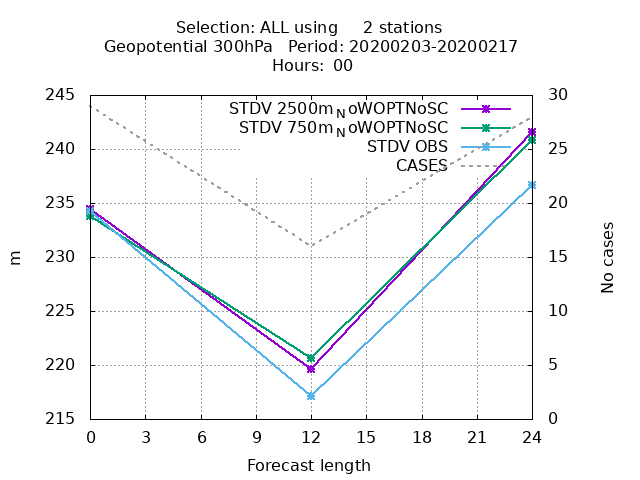 Selection: ALL using     2 stations
Geopotential 300hPa   Period: 20200203-20200217
Hours:  00
STDV 2500mNoWOPTNoSC
STDV 750mNoWOPTNoSC
STDV OBS
CASES
245
240
235
230
225
220
215
m
30
25
20
15
10
5
0
No cases
0 3 6 9 12 15 18 21 24
Forecast length